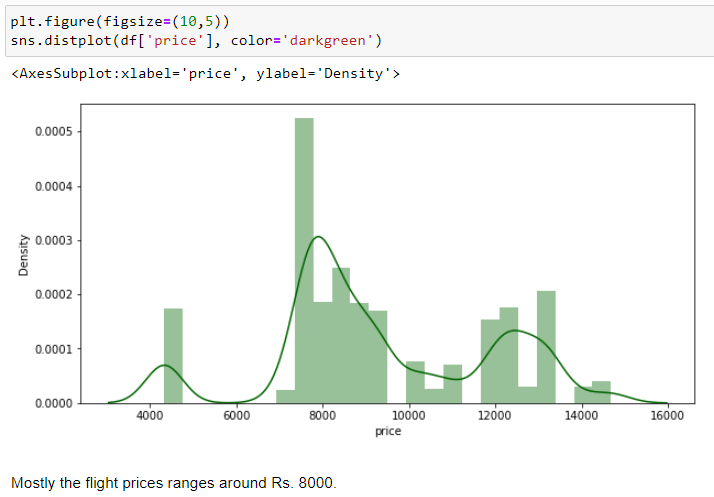 plt.figure(figsize=(10,5))
sns.distplot(df['price'], color='darkgreen')
<AxesSubplot:xlabel='price', ylabel='Density'>
0.0005
0.0004
0.0003
0.0002
0.0001
0.0000
Density
4000 6000 8000 10000 12000 14000 16000
price
Mostly the flight prices ranges around Rs. 8000.